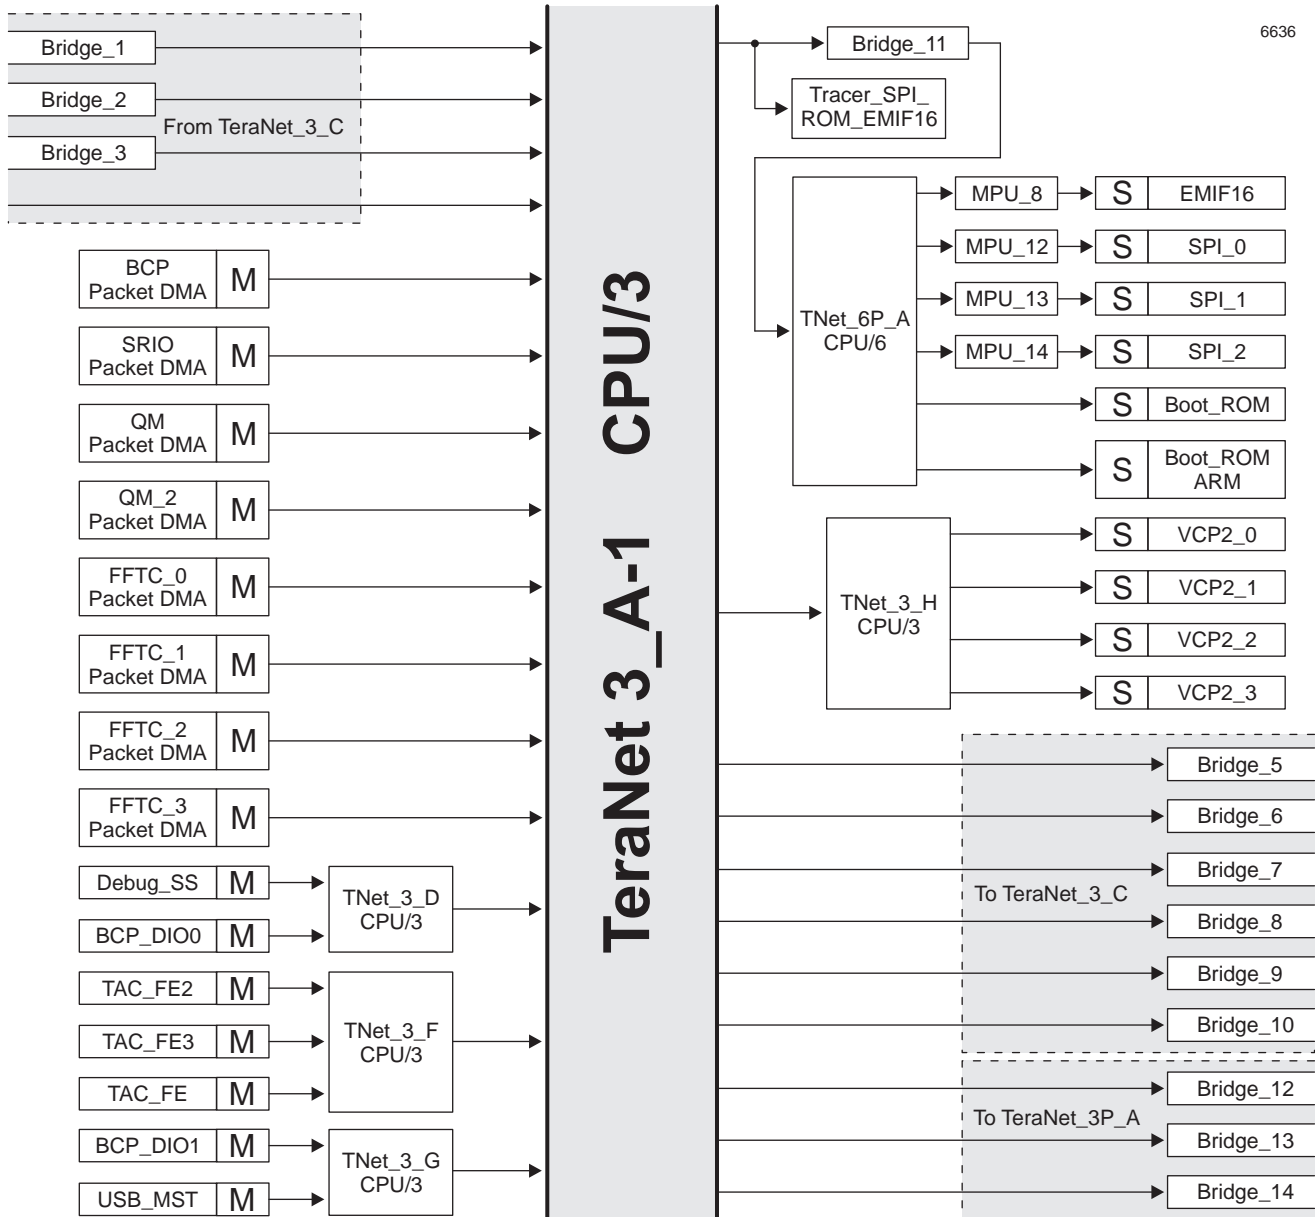 6636
Bridge_1
Bridge_2
From TeraNet_3_C
Bridge_3
BCP
Packet DMA
M
SRIO
Packet DMA
M
QM
Packet DMA
M
QM_2
Packet DMA
M
FFTC_0
Packet DMA
M
FFTC_1
Packet DMA
M
FFTC_2
Packet DMA
M
FFTC_3
Packet DMA
M
Debug_SS M
BCP_DIO0 M
TNet_3_D
CPU/3
TAC_FE2 M
TAC_FE3 M
TAC_FE M
TNet_3_F
CPU/3
BCP_DIO1 M
USB_MST M
TNet_3_G
CPU/3
TeraNet 3_A-1 CPU/3
Bridge_11
Tracer_SPI_
ROM_EMIF16
TNet_6P_A
CPU/6
MPU_8 S EMIF16
MPU_12 S SPI_0
MPU_13 S SPI_1
MPU_14 S SPI_2
S Boot_ROM
S
Boot_ROM
ARM
TNet_3_H
CPU/3
S VCP2_0
S VCP2_1
S VCP2_2
S VCP2_3
Bridge_5
Bridge_6
Bridge_7
To TeraNet_3_C
Bridge_8
Bridge_9
Bridge_10
Bridge_12
To TeraNet_3P_A
Bridge_13
Bridge_14